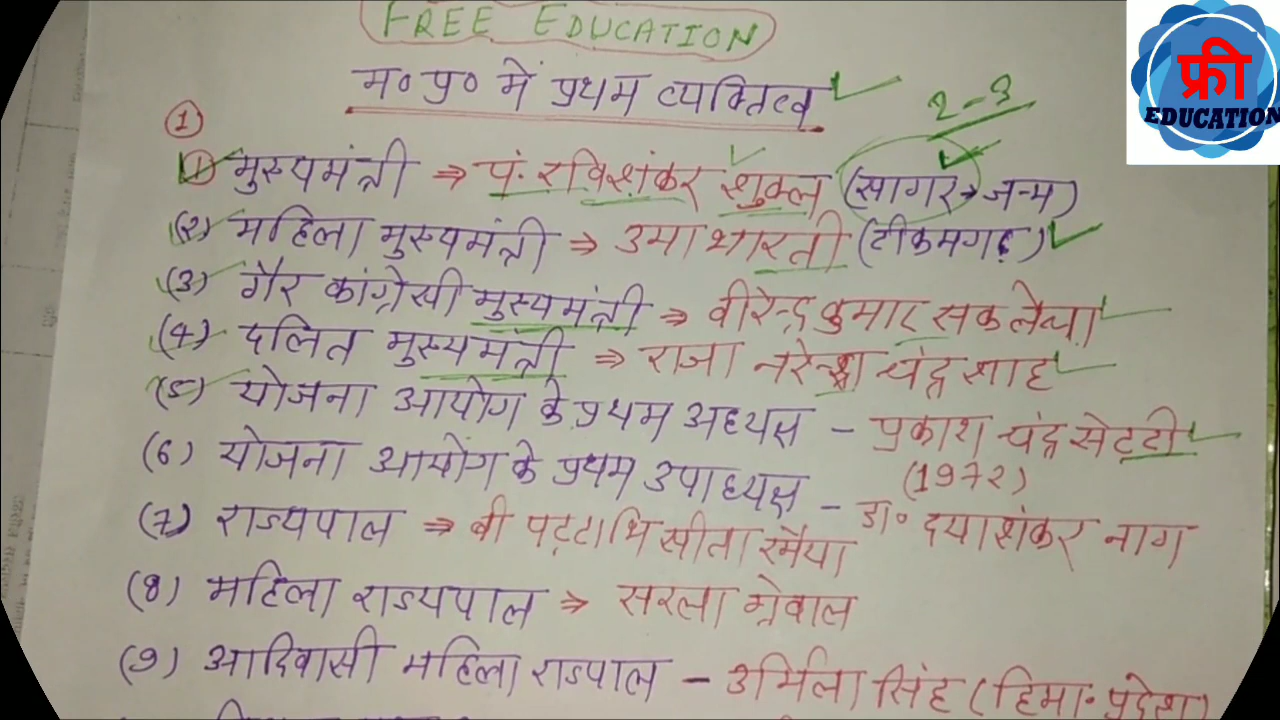 FREE EDUCATION
म० प्र० में प्रथम व्यक्तित्व
2-3
फ्री
EDUCATION
①
① मुख्यमंत्री ⇒ पं. रविशंकर शुक्ल (सागर → जन्म)
(2) महिला मुख्यमंत्री ⇒ उमा भारती (टीकमगढ़)
(3) गैर कांग्रेसी मुख्यमंत्री ⇒ वीरेन्द्र कुमार सकलेचा
(4) दलित मुख्यमंत्री ⇒ राजा नरेश चंद्र शाह
(5) योजना आयोग के प्रथम अध्यक्ष - प्रकाश चंद्र सेट्टी
(1972)
(6) योजना आयोग के प्रथम उपाध्यक्ष - डा० दयाशंकर नाग
(7) राज्यपाल ⇒ बी पट्टाभि सीता रमैया
(8) महिला राज्यपाल ⇒ सरला ग्रेवाल
(9) आदिवासी महिला राज्पाल - उर्मिला सिंह (हिमा. प्रदेश)